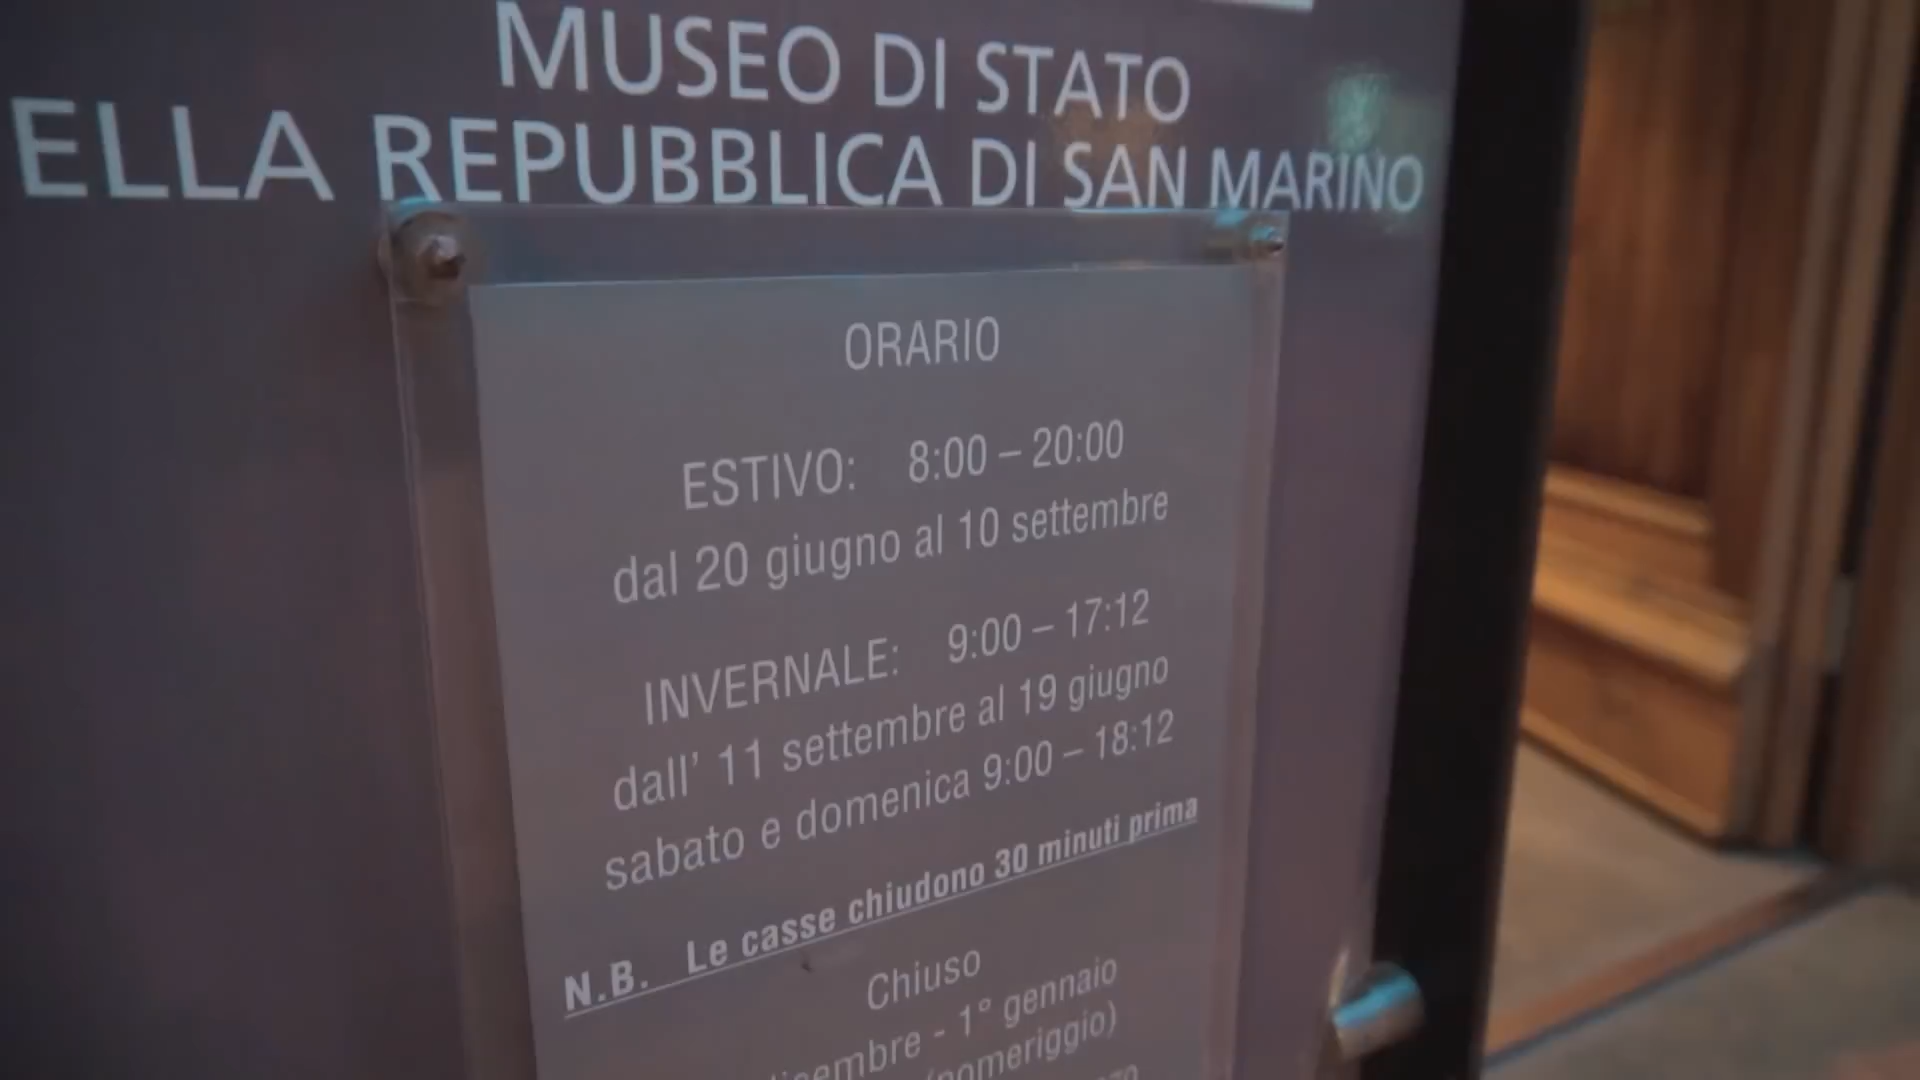 MUSEO DI STATO
ELLA REPUBBLICA DI SAN MARINO
ORARIO
ESTIVO: 8:00 – 20:00
dal 20 giugno al 10 settembre
INVERNALE: 9:00 – 17:12
dall' 11 settembre al 19 giugno
sabato e domenica 9:00 – 18:12
N.B. Le casse chiudono 30 minuti prima
Chiuso
icembre - 1° gennaio
(pomeriggio)